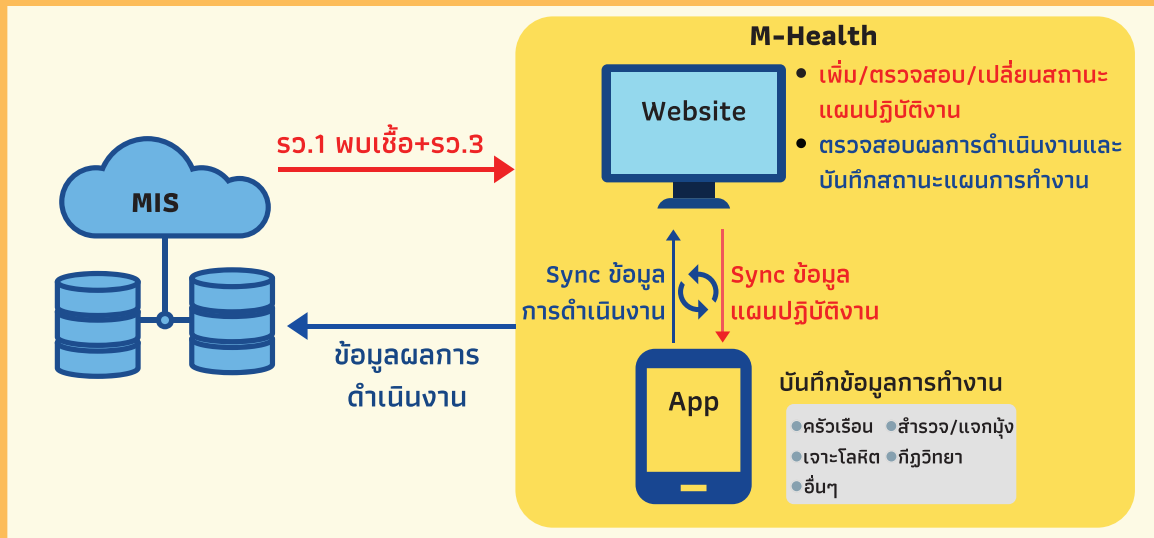 M-Health
Website
• เพิ่ม/ตรวจสอบ/เปลี่ยนสถานะ
แผนปฏิบัติงาน
• ตรวจสอบผลการดำเนินงานและ
บันทึกสถานะแผนการทำงาน
รว.1 พบเชื้อ+รว.3
MIS
Sync ข้อมูล
การดำเนินงาน
Sync ข้อมูล
แผนปฏิบัติงาน
ข้อมูลผลการ
ดำเนินงาน
App
บันทึกข้อมูลการทำงาน
•ครัวเรือน •สำรวจ/แจกมุ้ง
•เจาะโลหิต •กีฏวิทยา
•อื่นๆ